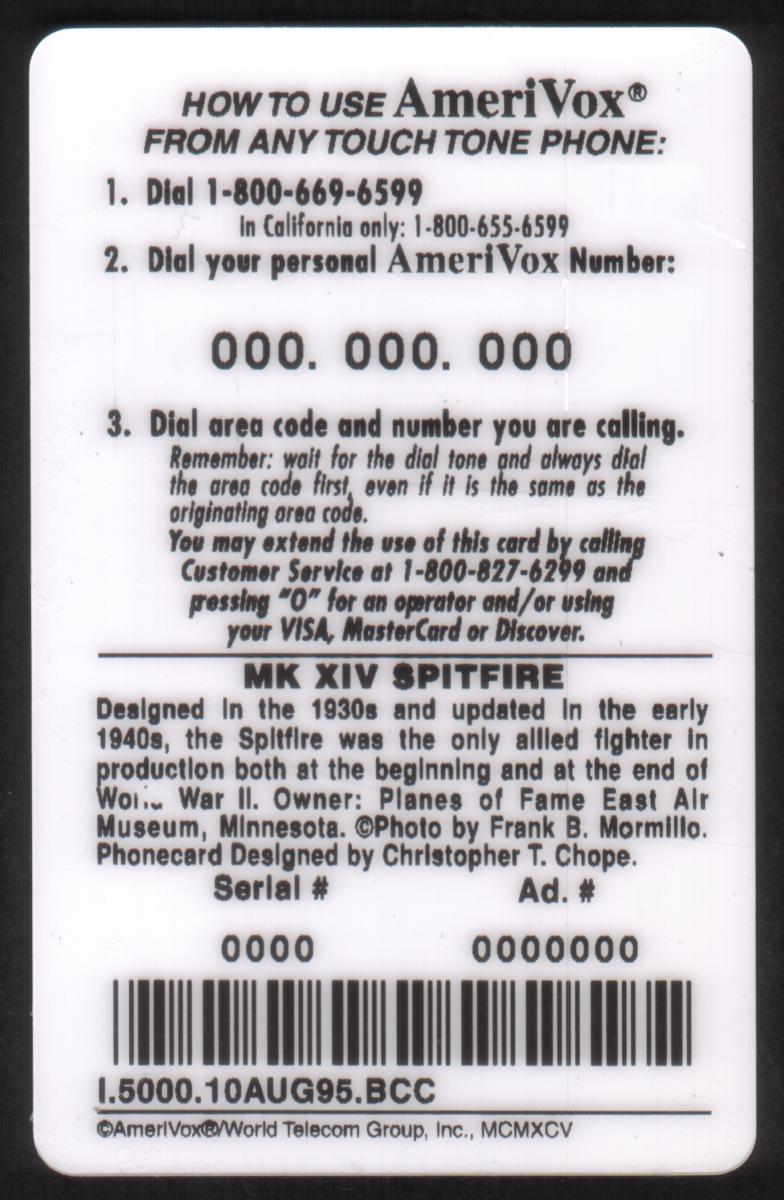 HOW TO USE AmeriVox®
FROM ANY TOUCH TONE PHONE:
1. Dial 1-800-669-6599
In California only: 1-800-655-6599
2. Dial your personal AmeriVox Number:
000. 000. 000
3. Dial area code and number you are calling.
Remember: wait for the dial tone and always dial
the area code first, even if it is the same as the
originating area code.
You may extend the use of this card by calling
Customer Service at 1-800-827-6299 and
pressing "O" for an operator and/or using
your VISA, MasterCard or Discover.
MK XIV SPITFIRE
Designed in the 1930s and updated in the early
1940s, the Spitfire was the only allied fighter in
production both at the beginning and at the end of
War II. Owner: Planes of Fame East Air
Museum, Minnesota. ©Photo by Frank B. Mormillo.
Phonecard Designed by Christopher T. Chope.
Serial # Ad. #
0000 0000000
I.5000.10AUG95.BCC
©AmeriVox®/World Telecom Group, Inc., MCMXCV